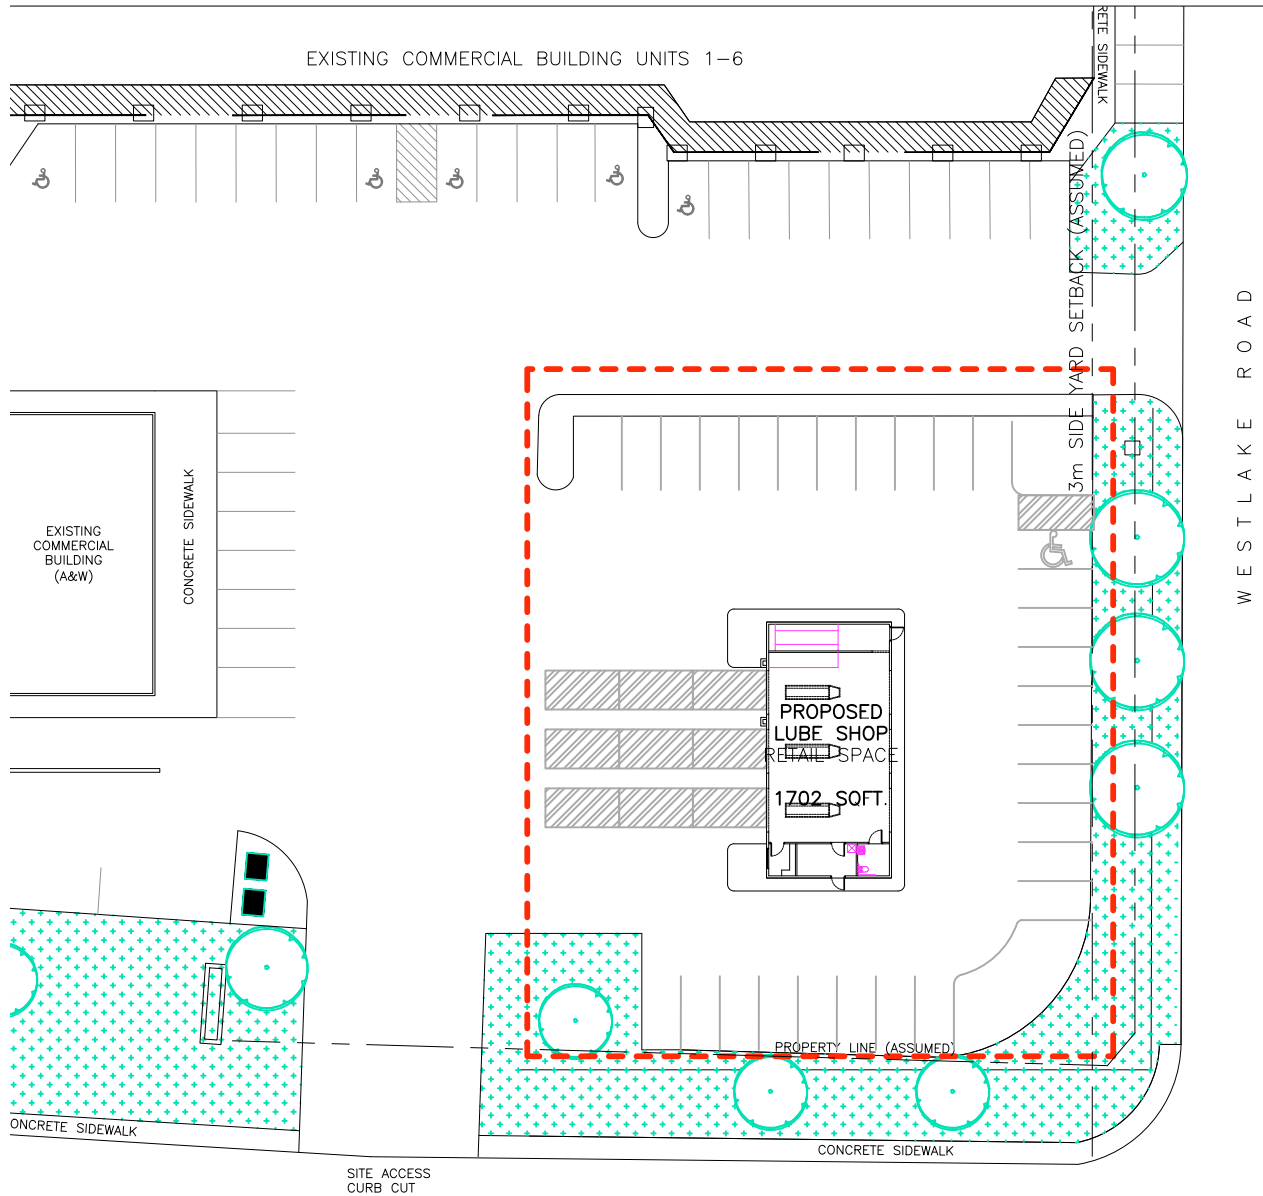 EXISTING COMMERCIAL BUILDING UNITS 1-6
RETE SIDEWALK
3m SIDE YARD SETBACK (ASSUMED)
WESTLAKE ROAD
CONCRETE SIDEWALK
EXISTING
COMMERCIAL
BUILDING
(A&W)
PROPOSED
LUBE SHOP
RETAIL SPACE
1702 SQFT.
PROPERTY LINE (ASSUMED)
ONCRETE SIDEWALK
CONCRETE SIDEWALK
SITE ACCESS
CURB CUT